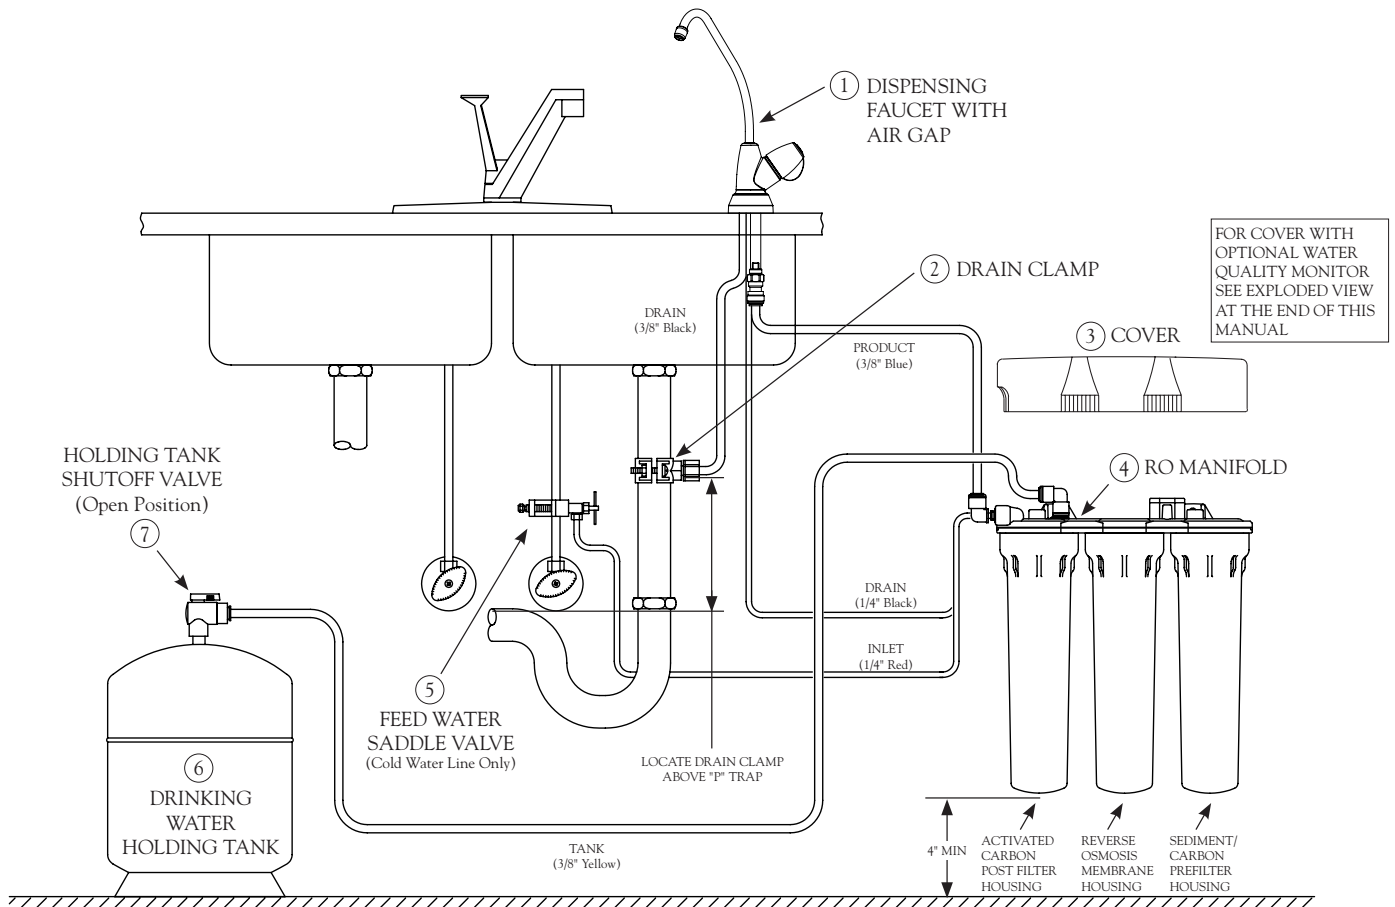 1 DISPENSING
FAUCET WITH
AIR GAP
FOR COVER WITH
OPTIONAL WATER
QUALITY MONITOR
SEE EXPLODED VIEW
AT THE END OF THIS
MANUAL
2 DRAIN CLAMP
DRAIN
(3/8" Black)
PRODUCT
(3/8" Blue)
3 COVER
HOLDING TANK
SHUTOFF VALVE
(Open Position)
7
4 RO MANIFOLD
DRAIN
(1/4" Black)
INLET
(1/4" Red)
5
FEED WATER
SADDLE VALVE
(Cold Water Line Only)
LOCATE DRAIN CLAMP
ABOVE "P" TRAP
6
DRINKING
WATER
HOLDING TANK
TANK
(3/8" Yellow)
4" MIN
ACTIVATED
CARBON
POST FILTER
HOUSING
REVERSE
OSMOSIS
MEMBRANE
HOUSING
SEDIMENT/
CARBON
PREFILTER
HOUSING